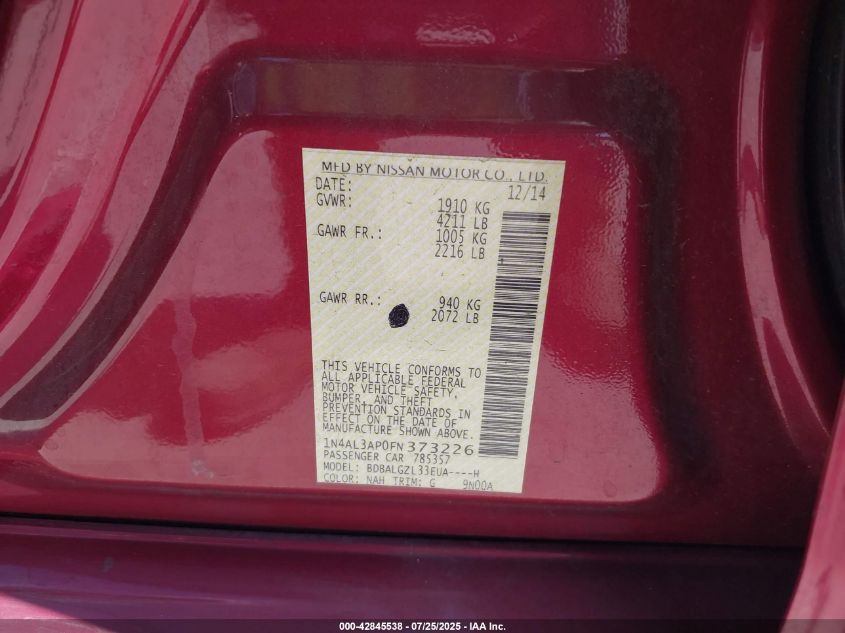 MFD BY NISSAN MOTOR CO., LTD.
DATE: 12/14
GVWR: 1910 KG
4211 LB
GAWR FR.: 1005 KG
2216 LB
GAWR RR.: 940 KG
2072 LB
THIS VEHICLE CONFORMS TO
ALL APPLICABLE FEDERAL
MOTOR VEHICLE SAFETY,
BUMPER, AND THEFT
PREVENTION STANDARDS IN
EFFECT ON THE DATE OF
MANUFACTURE SHOWN ABOVE.
1N4AL3AP0FN373226
PASSENGER CAR 785357
MODEL: BDBALGZL33EUA----H
COLOR: NAH TRIM: G 9N00A
000-42845538 - 07/25/2025 - IAA Inc.